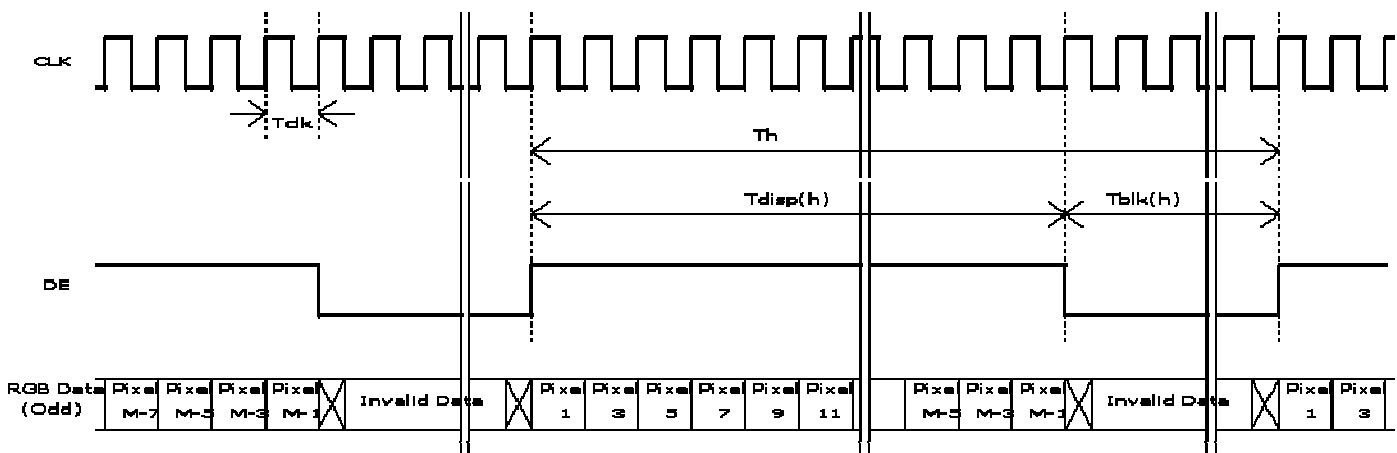 CLK
Tclk
Th
Tdisp(h)
Tblk(h)
DE
RGB Data (Odd)
Pixel M-7
Pixel M-5
Pixel M-3
Pixel M-1
Invalid Data
Pixel 1
Pixel 3
Pixel 5
Pixel 7
Pixel 9
Pixel 11
Pixel M-5
Pixel M-3
Pixel M-1
Invalid Data
Pixel 1
Pixel 3